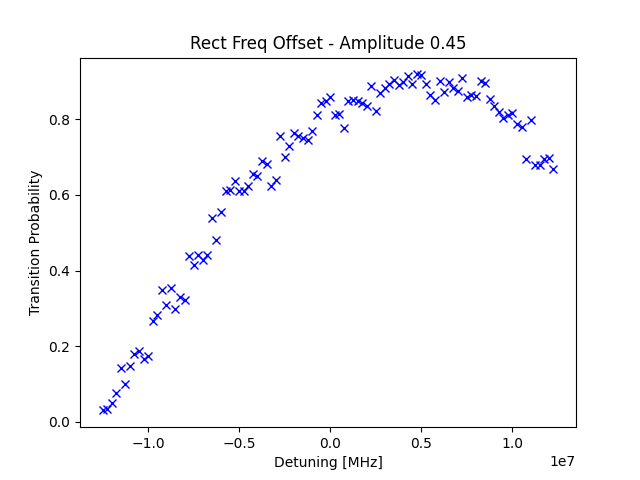 Rect Freq Offset - Amplitude 0.45
Transition Probability
0.8
0.6
0.4
0.2
0.0
−1.0 −0.5 0.0 0.5 1.0
1e7
Detuning [MHz]